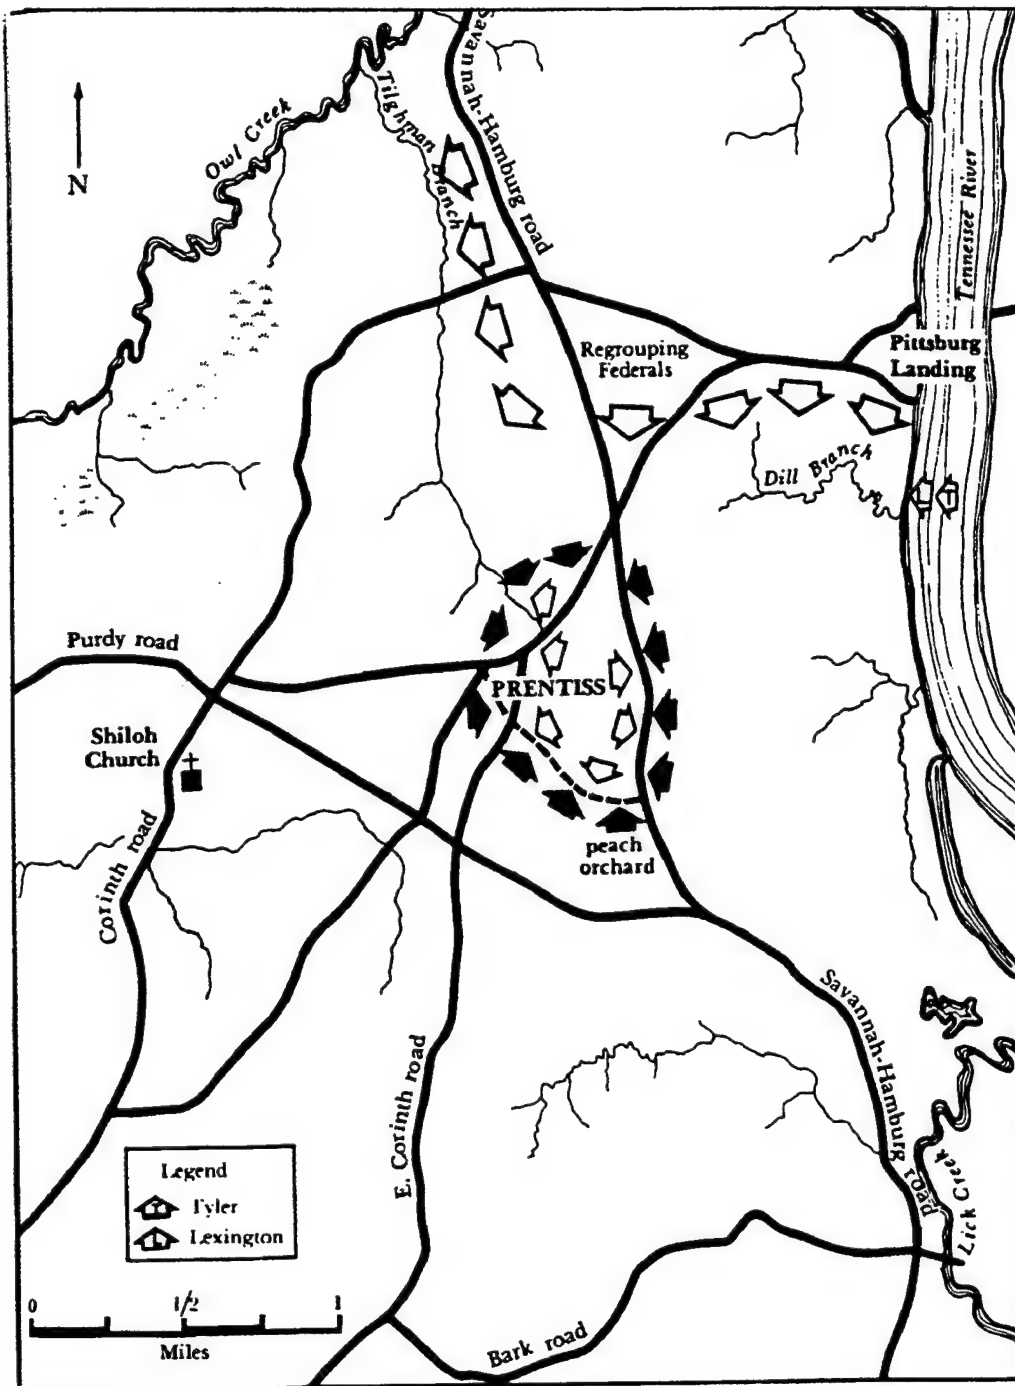 Savannah-Hamburg road
Tilghman Branch
Owl Creek
N
Tennessee River
Regrouping
Federals
Pittsburg
Landing
Dill Branch
L
T
Purdy road
PRENTISS
Shiloh
Church
peach
orchard
Corinth road
Savannah-Hamburg road
E. Corinth road
Lick Creek
Legend
T Tyler
L Lexington
0 1/2 1
Miles
Bark road